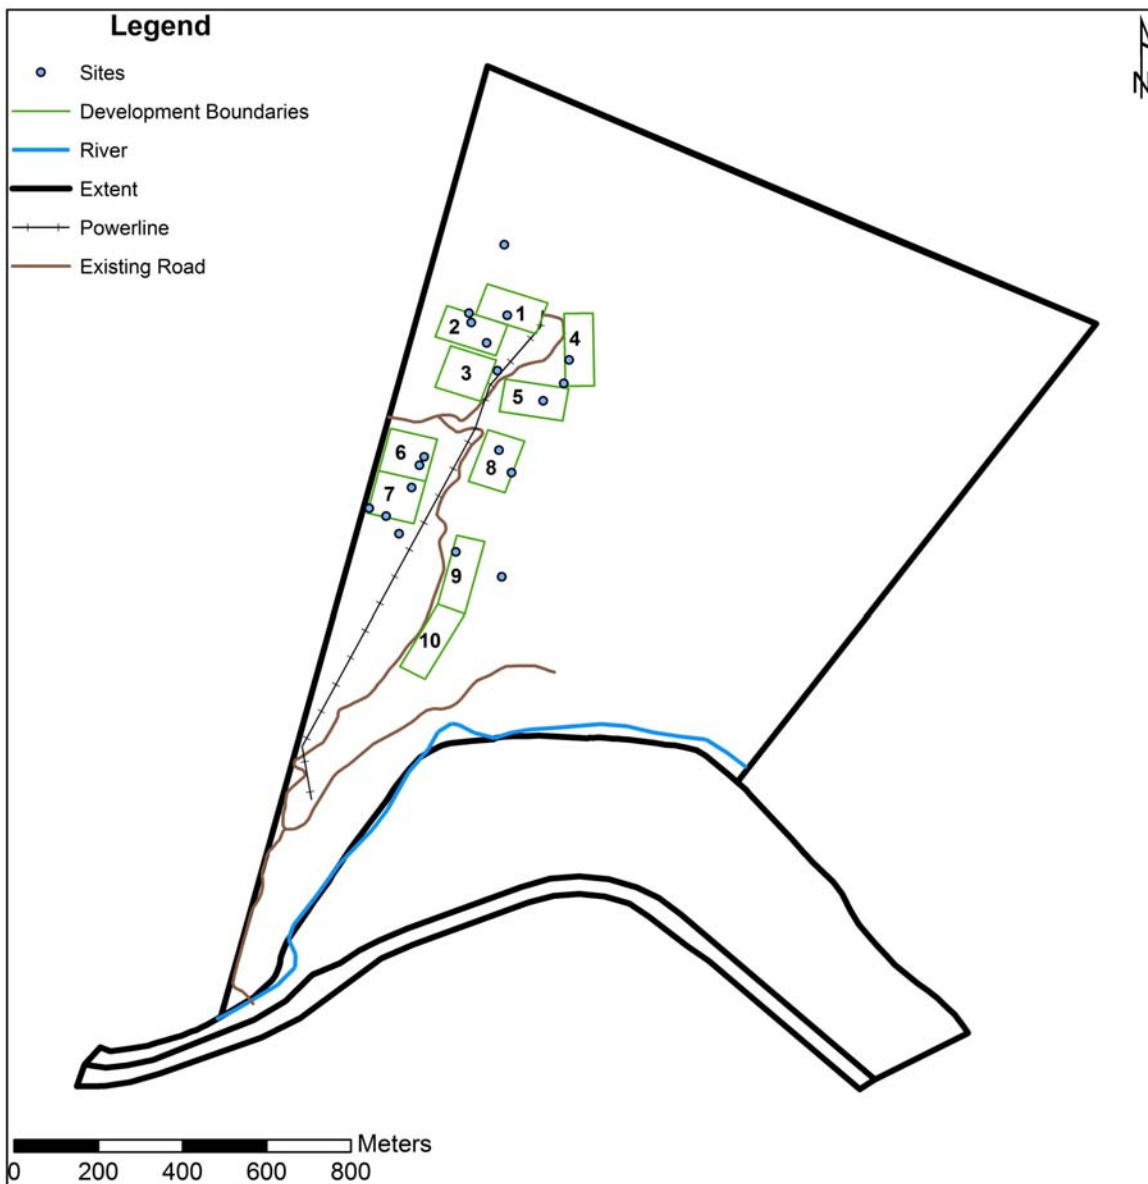 Legend
Sites
Development Boundaries
River
Extent
Powerline
Existing Road
N
1
2
4
3
5
6
8
7
9
10
Meters
0 200 400 600 800